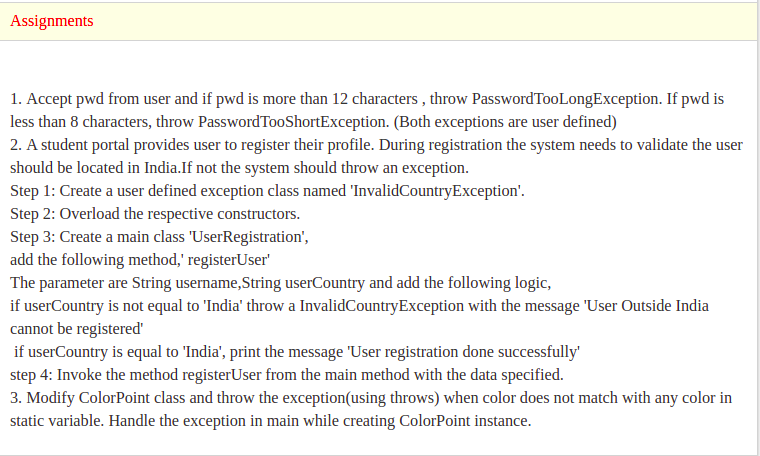 Assignments
1. Accept pwd from user and if pwd is more than 12 characters , throw PasswordTooLongException. If pwd is
less than 8 characters, throw PasswordTooShortException. (Both exceptions are user defined)
2. A student portal provides user to register their profile. During registration the system needs to validate the user
should be located in India.If not the system should throw an exception.
Step 1: Create a user defined exception class named 'InvalidCountryException'.
Step 2: Overload the respective constructors.
Step 3: Create a main class 'UserRegistration',
add the following method,' registerUser'
The parameter are String username,String userCountry and add the following logic,
if userCountry is not equal to 'India' throw a InvalidCountryException with the message 'User Outside India
cannot be registered'
if userCountry is equal to 'India', print the message 'User registration done successfully'
step 4: Invoke the method registerUser from the main method with the data specified.
3. Modify ColorPoint class and throw the exception(using throws) when color does not match with any color in
static variable. Handle the exception in main while creating ColorPoint instance.